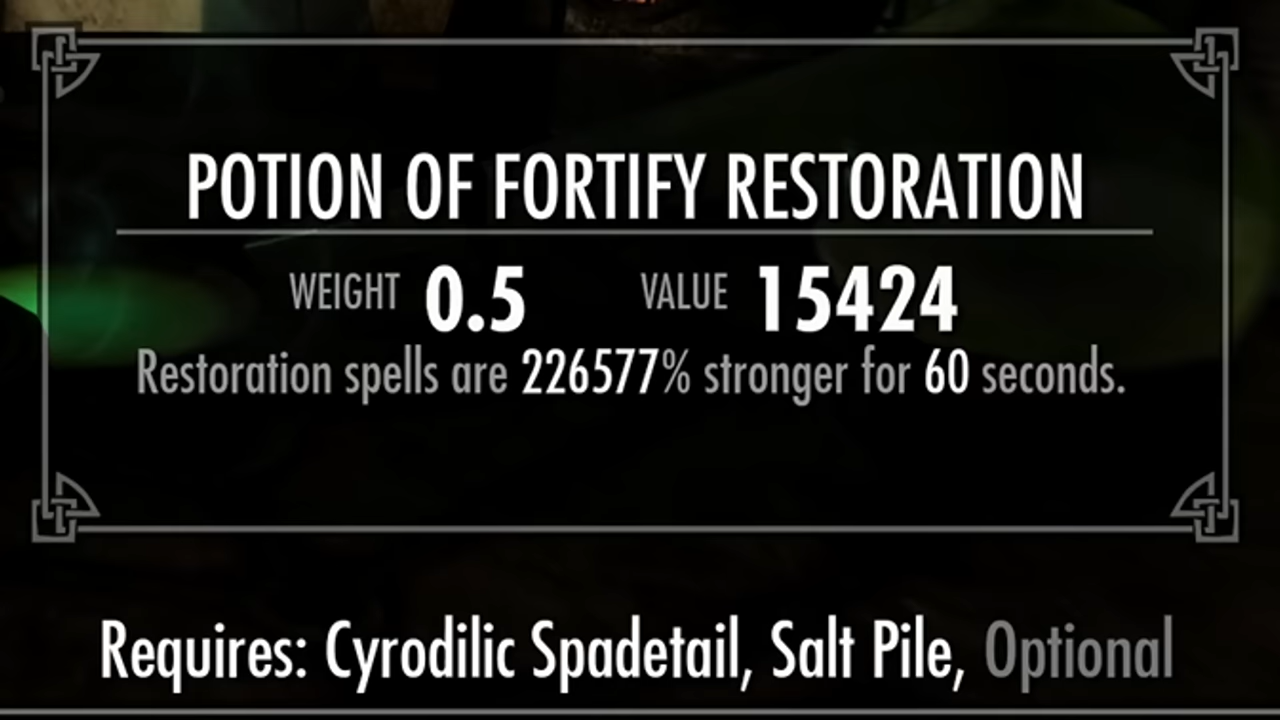 POTION OF FORTIFY RESTORATION
WEIGHT 0.5 VALUE 15424
Restoration spells are 226577% stronger for 60 seconds.
Requires: Cyrodilic Spadetail, Salt Pile, Optional